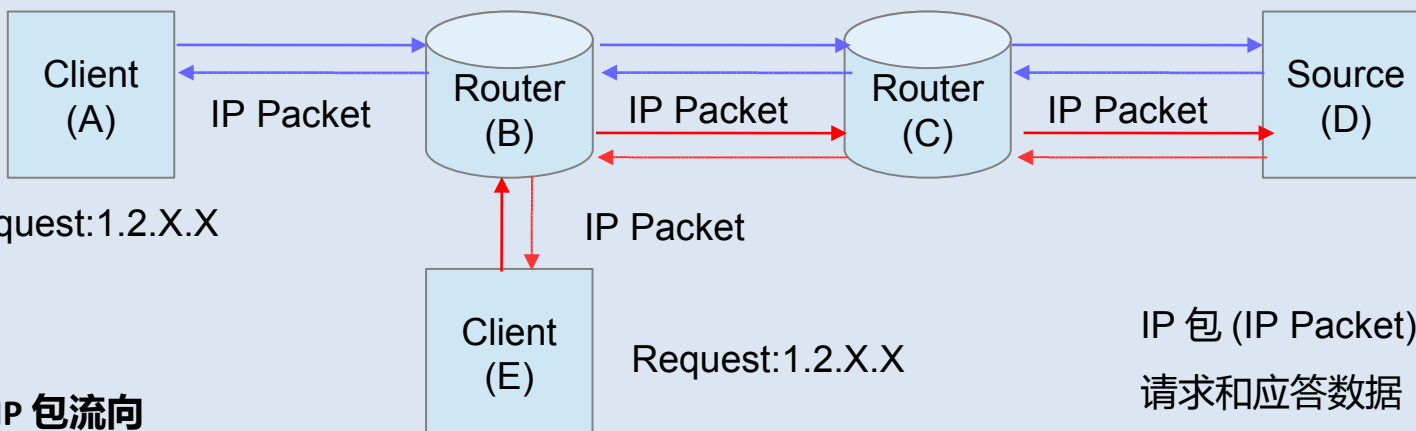 Client
(A)
IP Packet
Router
(B)
IP Packet
Router
(C)
IP Packet
Source
(D)
quest:1.2.X.X
IP Packet
Client
(E)
Request:1.2.X.X
IP 包 (IP Packet)
请求和应答数据
IP 包流向